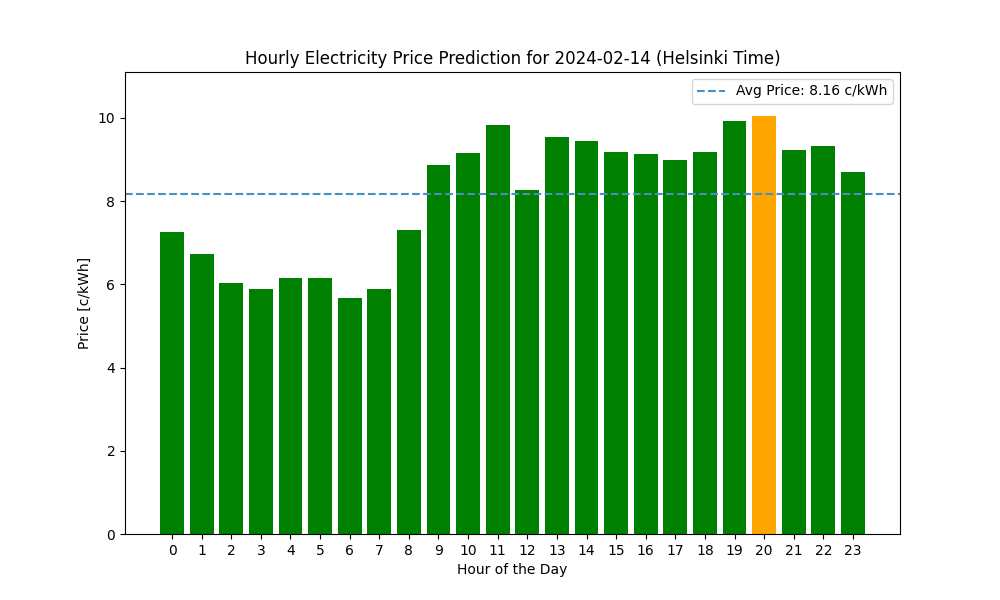 Hourly Electricity Price Prediction for 2024-02-14 (Helsinki Time)
Avg Price: 8.16 c/kWh
10
8
6
4
2
0
Price [c/kWh]
0 1 2 3 4 5 6 7 8 9 10 11 12 13 14 15 16 17 18 19 20 21 22 23
Hour of the Day